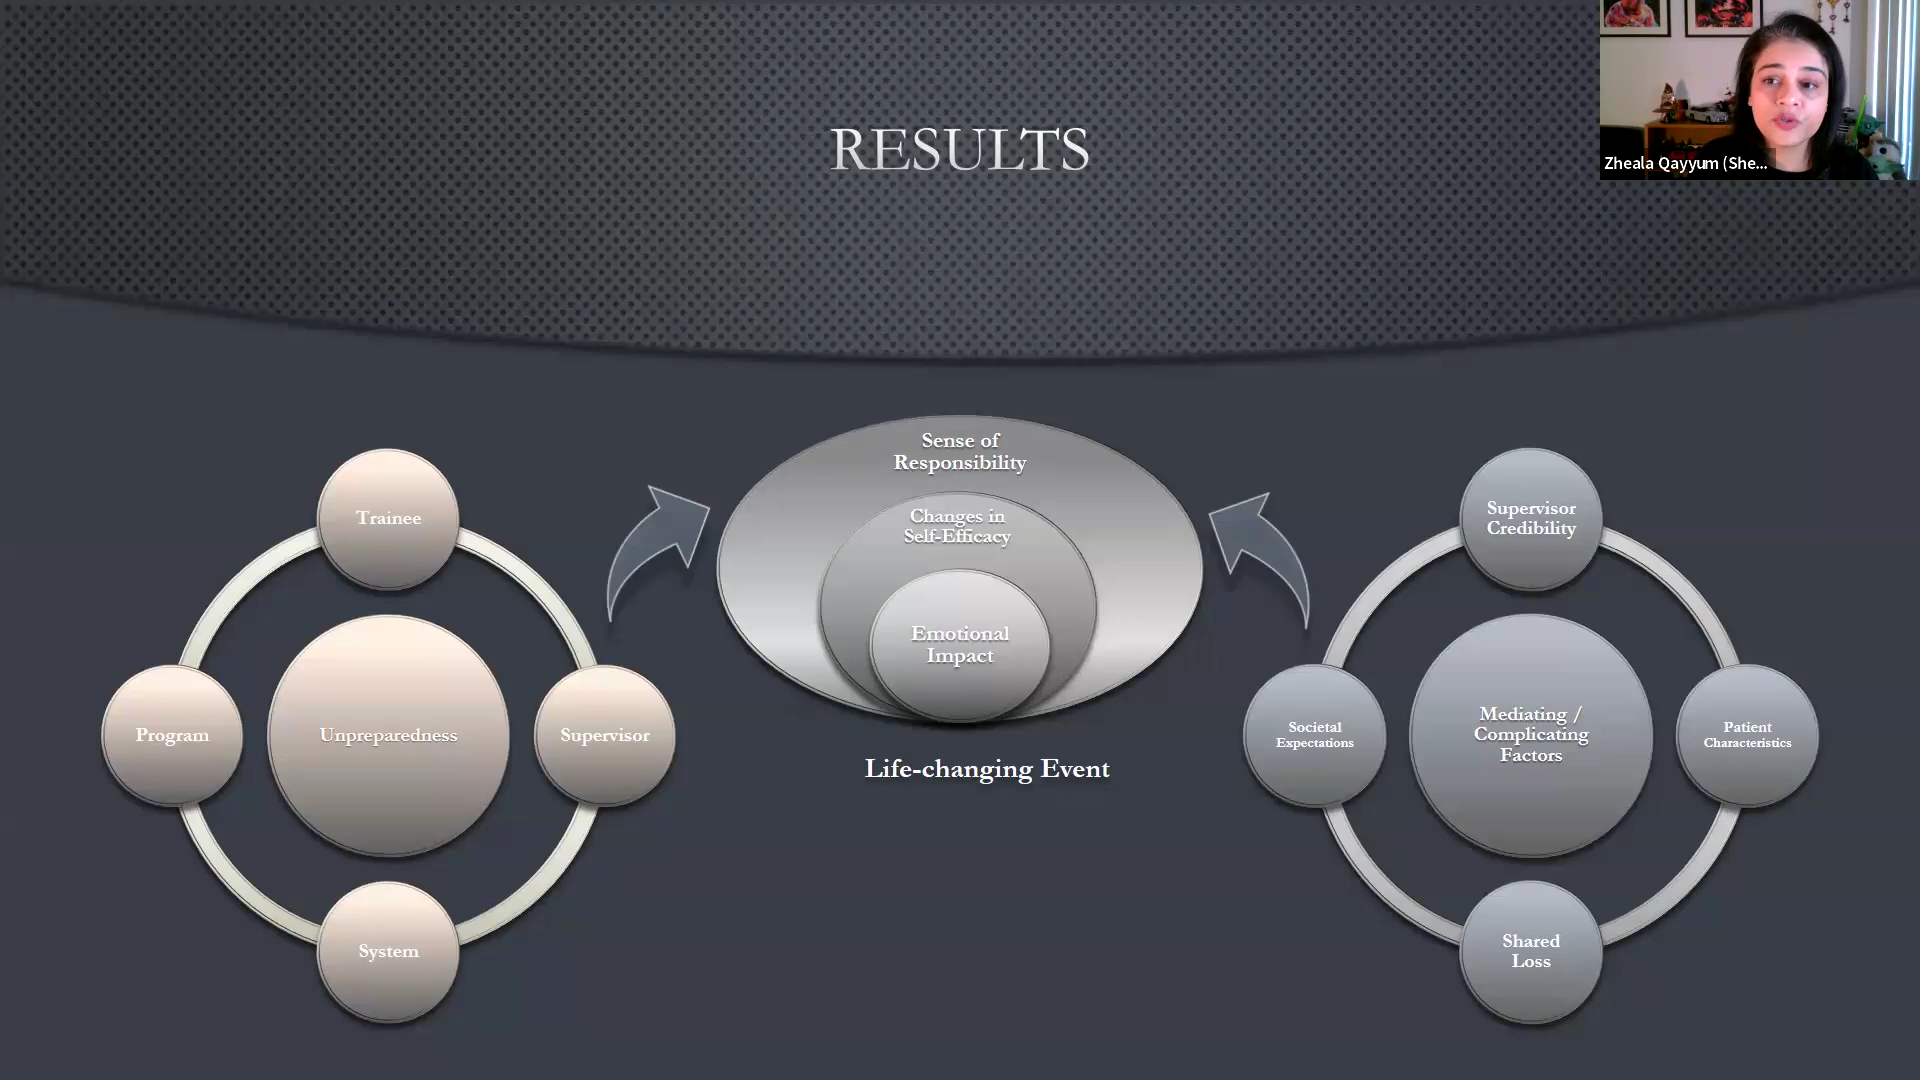 RESULTS
Zheala Qayyum (She...
Trainee
Program
Unpreparedness
Supervisor
System
Sense of
Responsibility
Changes in
Self-Efficacy
Emotional
Impact
Life-changing Event
Supervisor
Credibility
Societal
Expectations
Mediating /
Complicating
Factors
Patient
Characteristics
Shared
Loss